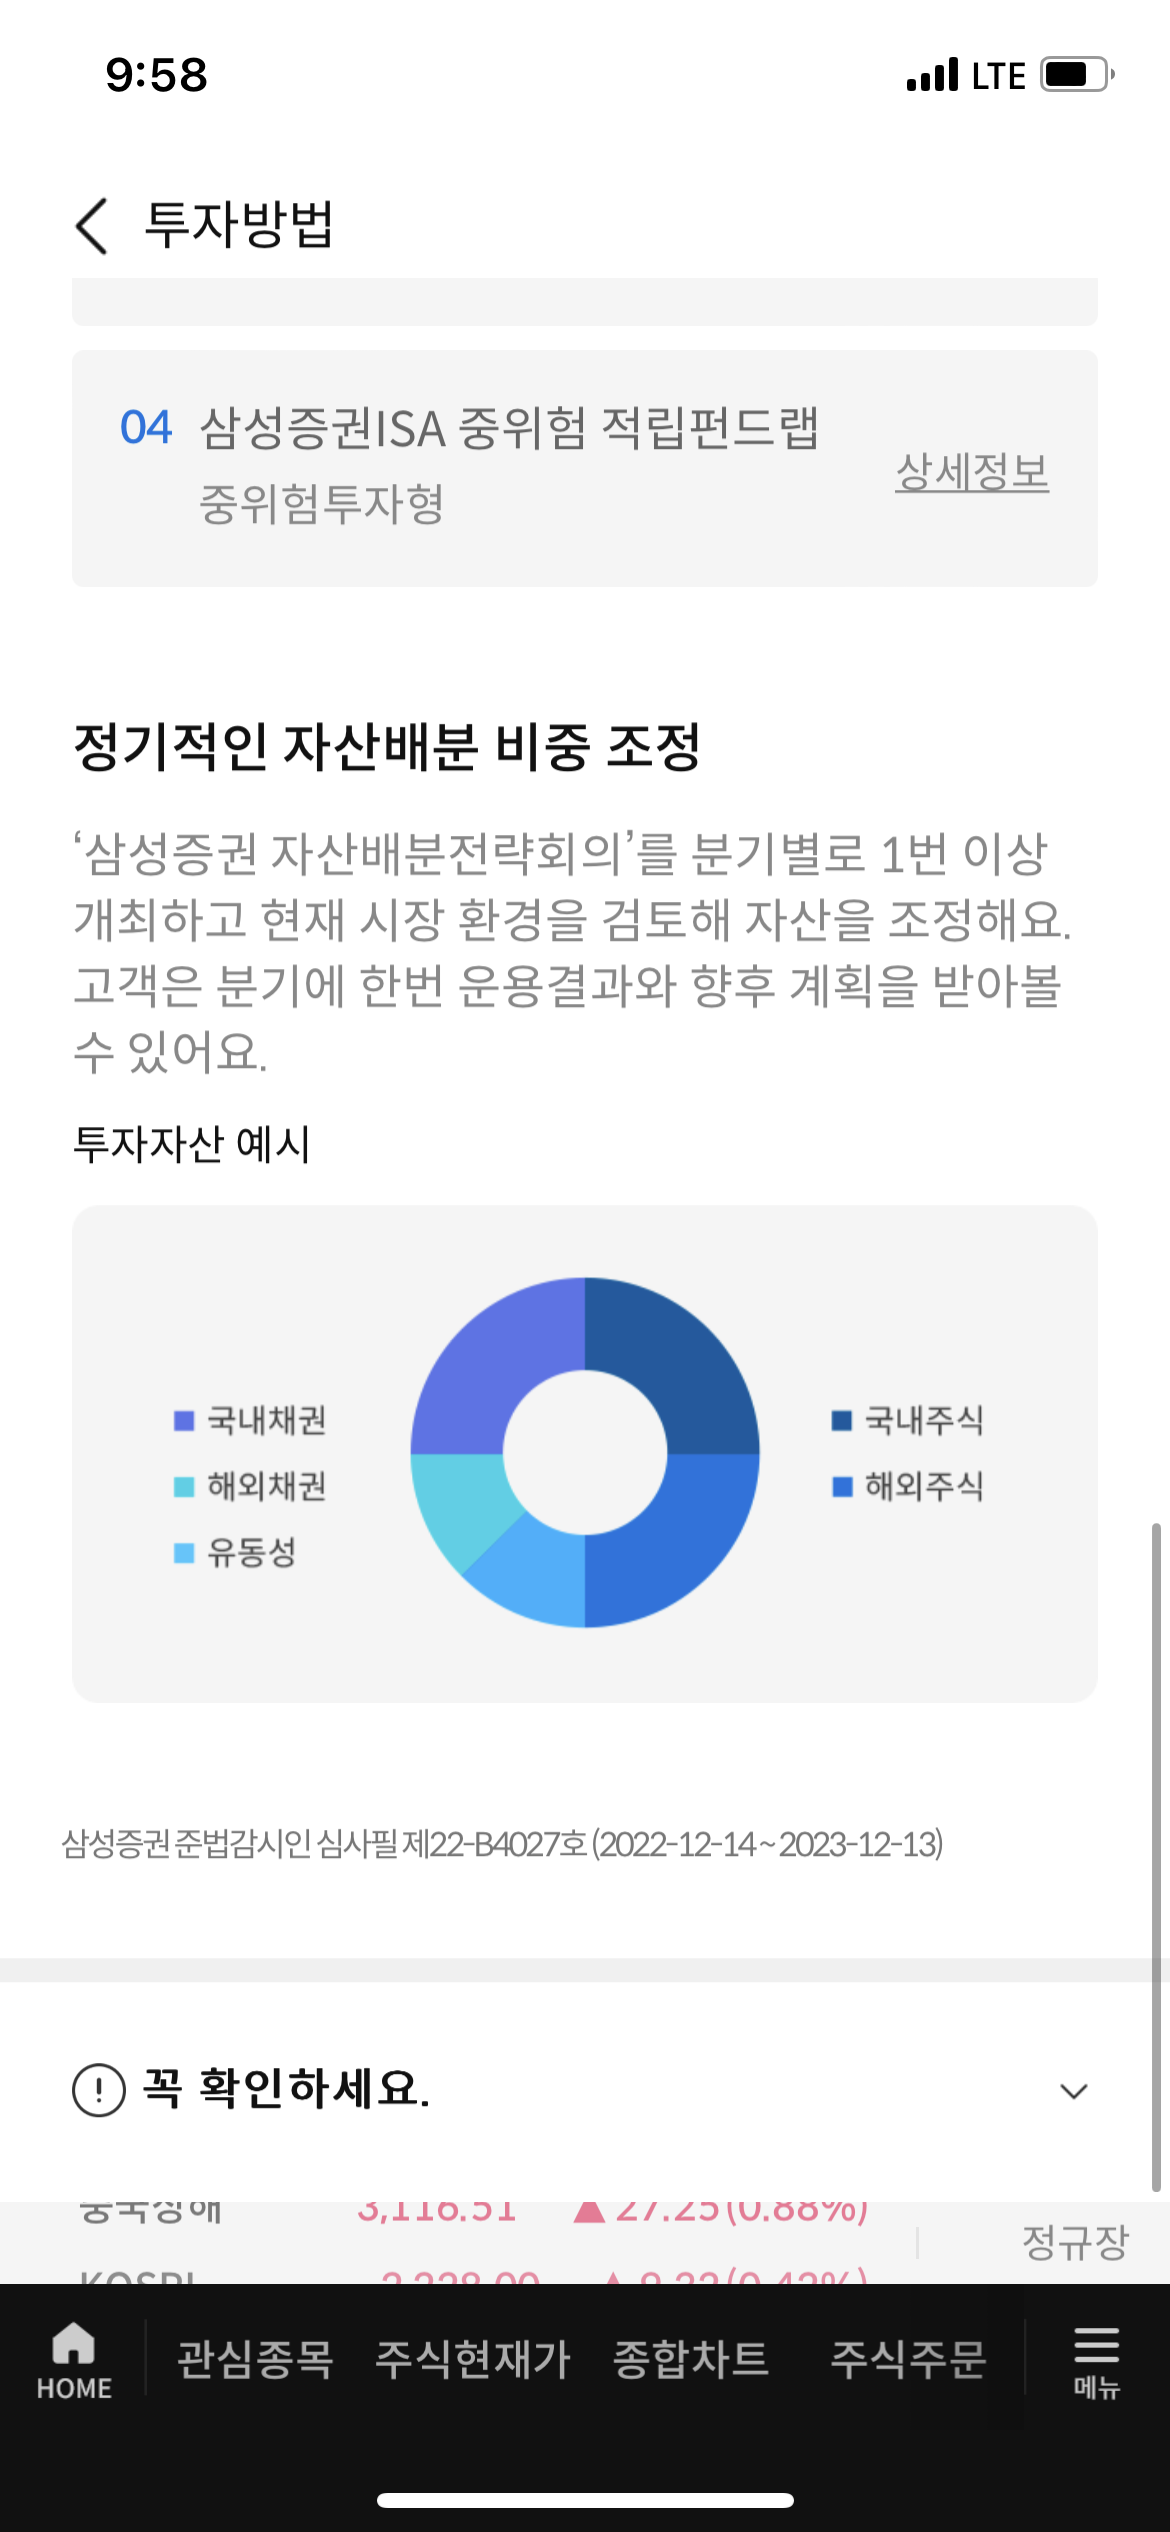 9:58
LTE
투자방법
04 삼성증권ISA 중위험 적립펀드랩
중위험투자형
상세정보
정기적인 자산배분 비중 조정
‘삼성증권 자산배분전략회의’를 분기별로 1번 이상
개최하고 현재 시장 환경을 검토해 자산을 조정해요.
고객은 분기에 한번 운용결과와 향후 계획을 받아볼
수 있어요.
투자자산 예시
국내채권
해외채권
유동성
국내주식
해외주식
삼성증권 준법감시인 심사필 제22-B4027호 (2022-12-14 ~ 2023-12-13)
꼭 확인하세요.
중국상해 3,116.51 ▲ 27.25(0.88%)
정규장
KOSPI
HOME
관심종목
주식현재가
종합차트
주식주문
메뉴